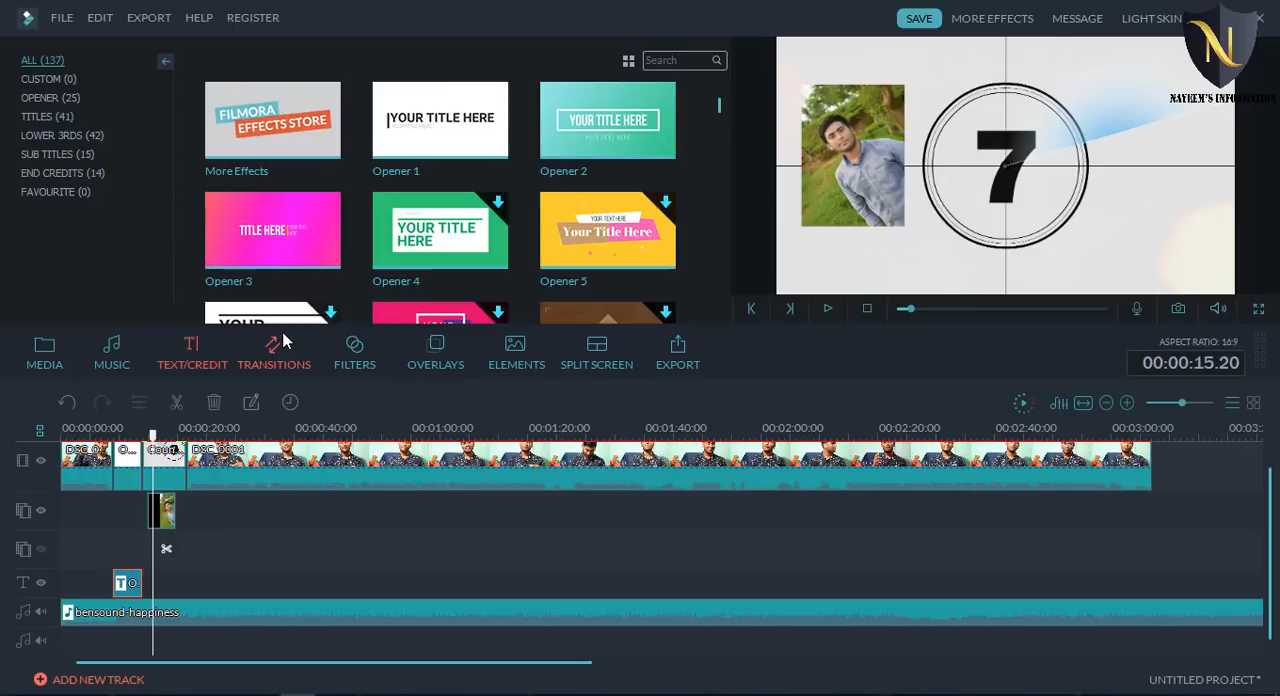 FILE EDIT EXPORT HELP REGISTER
SAVE MORE EFFECTS MESSAGE LIGHT SKIN
N
NAYEEM'S INFORMATION
ALL (137)
CUSTOM (0)
OPENER (25)
TITLES (41)
LOWER 3RDS (42)
SUB TITLES (15)
END CREDITS (14)
FAVOURITE (0)
Search
FILMORA
EFFECTS STORE
YOUR TITLE HERE
YOUR TITLE HERE
More Effects Opener 1 Opener 2
TITLE HERE
YOUR TITLE
HERE
YOUR TEXT HERE
Your Title Here
Opener 3 Opener 4 Opener 5
7
MEDIA MUSIC TEXT/CREDIT TRANSITIONS FILTERS OVERLAYS ELEMENTS SPLIT SCREEN EXPORT
ASPECT RATIO: 16:9
00:00:15.20
00:00:00:00 00:00:20:00 00:00:40:00 00:01:00:00 00:01:20:00 00:01:40:00 00:02:00:00 00:02:20:00 00:02:40:00 00:03:00:00 00:03:2
DSC_0 O... Cou DSC_0001
T O.
bensound-happiness
ADD NEW TRACK
UNTITLED PROJECT *